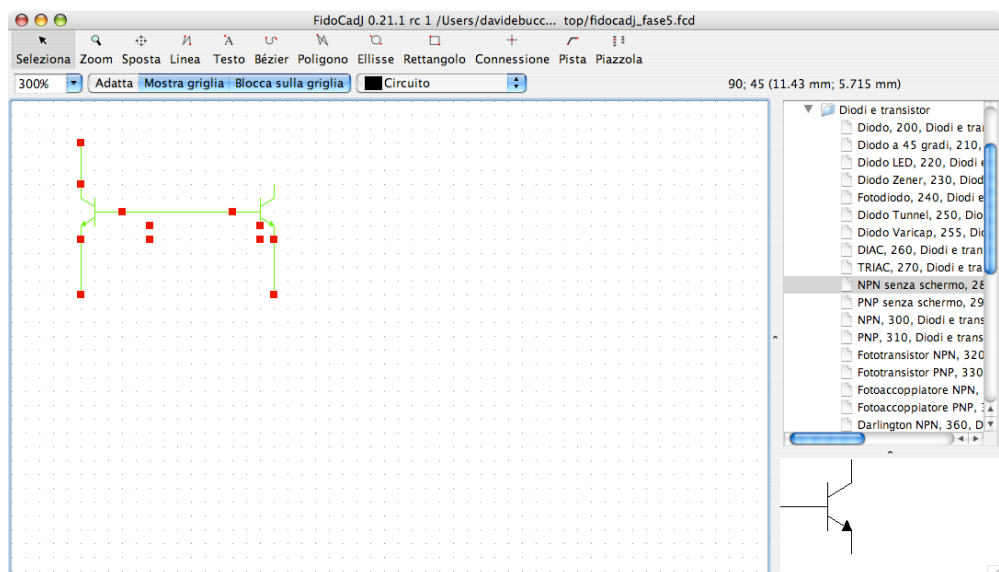 FidoCadJ 0.21.1 rc 1 /Users/davidebucc... top/fidocadj_fase5.fcd
Seleziona Zoom Sposta Linea Testo Bézier Poligono Ellisse Rettangolo Connessione Pista Piazzola
300% Adatta Mostra griglia Blocca sulla griglia Circuito 90; 45 (11.43 mm; 5.715 mm)
Diodi e transistor
Diodo, 200, Diodi e tra
Diodo a 45 gradi, 210,
Diodo LED, 220, Diodi e
Diodo Zener, 230, Diod
Fotodiodo, 240, Diodi e
Diodo Tunnel, 250, Dio
Diodo Varicap, 255, Dio
DIAC, 260, Diodi e tran
TRIAC, 270, Diodi e tra
NPN senza schermo, 28
PNP senza schermo, 29
NPN, 300, Diodi e trans
PNP, 310, Diodi e trans
Fototransistor NPN, 320
Fototransistor PNP, 330
Fotoaccoppiatore NPN,
Fotoaccoppiatore PNP, 3
Darlington NPN, 360, D